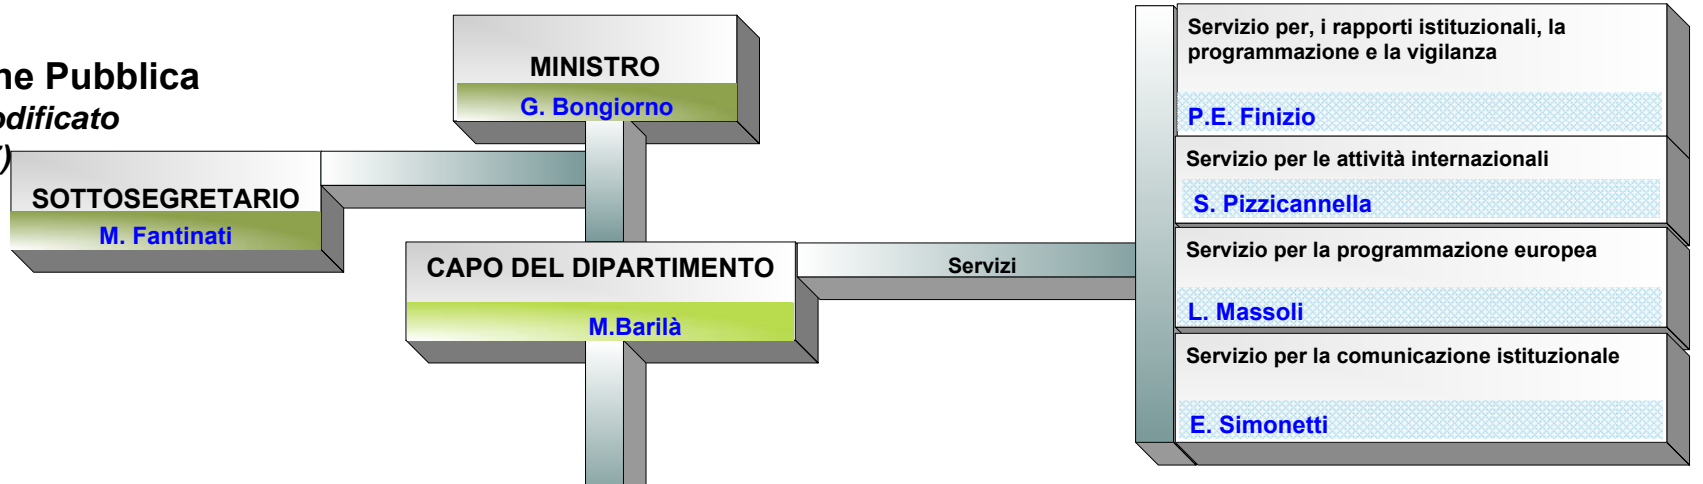 ne Pubblica
odificato
)
MINISTRO
G. Bongiorno
SOTTOSEGRETARIO
M. Fantinati
CAPO DEL DIPARTIMENTO
M.Barilà
Servizi
Servizio per, i rapporti istituzionali, la
programmazione e la vigilanza
P.E. Finizio
Servizio per le attività internazionali
S. Pizzicannella
Servizio per la programmazione europea
L. Massoli
Servizio per la comunicazione istituzionale
E. Simonetti